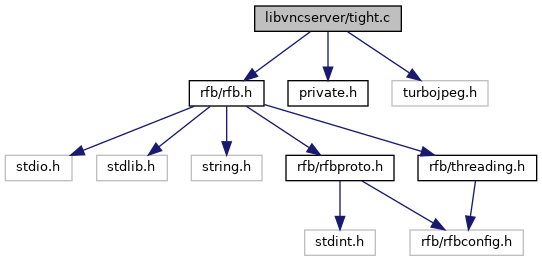 libvncserver/tight.c
rfb/rfb.h
private.h
turbojpeg.h
stdio.h
stdlib.h
string.h
rfb/rfbproto.h
rfb/threading.h
stdint.h
rfb/rfbconfig.h